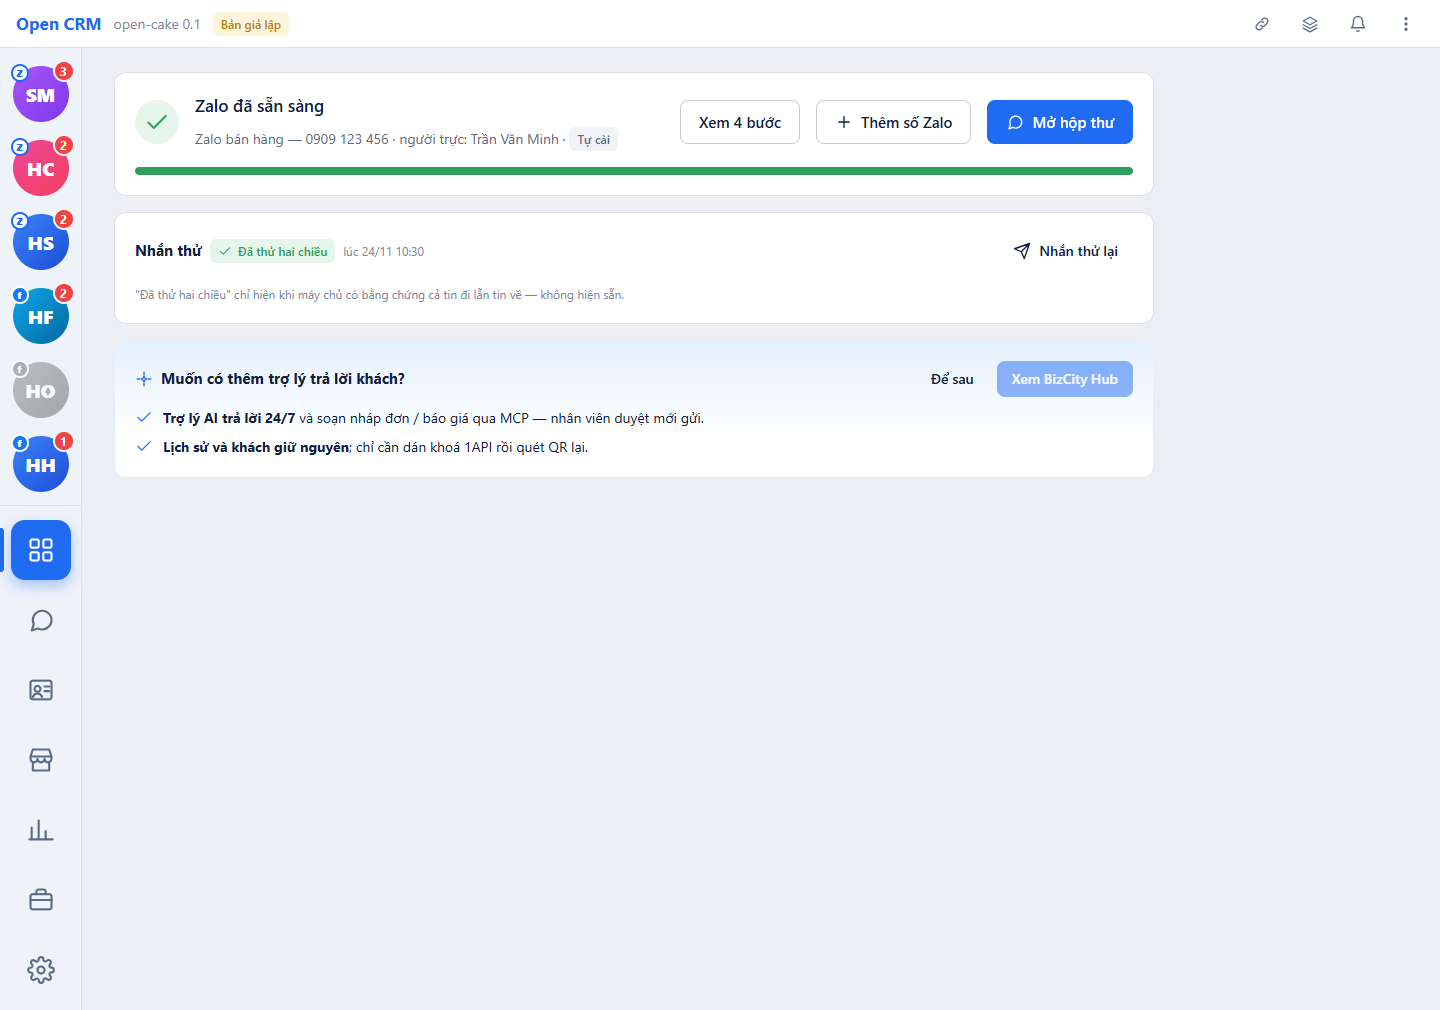 Open CRM open-cake 0.1 Bản giả lập
SM 3
HC 2
HS 2
HF 2
HO
HH 1
Zalo đã sẵn sàng
Zalo bán hàng — 0909 123 456 · người trực: Trần Văn Minh · Tự cài
Xem 4 bước
Thêm số Zalo
Mở hộp thư
Nhắn thử Đã thử hai chiều lúc 24/11 10:30
Nhắn thử lại
"Đã thử hai chiều" chỉ hiện khi máy chủ có bằng chứng cả tin đi lẫn tin về — không hiện sẵn.
Muốn có thêm trợ lý trả lời khách?
Để sau
Xem BizCity Hub
Trợ lý AI trả lời 24/7 và soạn nháp đơn / báo giá qua MCP — nhân viên duyệt mới gửi.
Lịch sử và khách giữ nguyên; chỉ cần dán khoá 1API rồi quét QR lại.